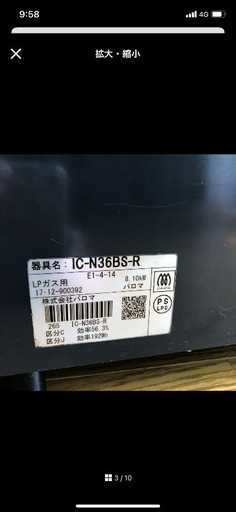 9:58
4G
拡大・縮小
器具名：IC-N36BS-R
E1-4-14
LPガス用 8.10kW
17-12-900392 パロマ
株式会社パロマ
PS
LPG
265 IC-N36BS-R
区分C 効率56.3%
区分J 効率192Wh
3 / 10